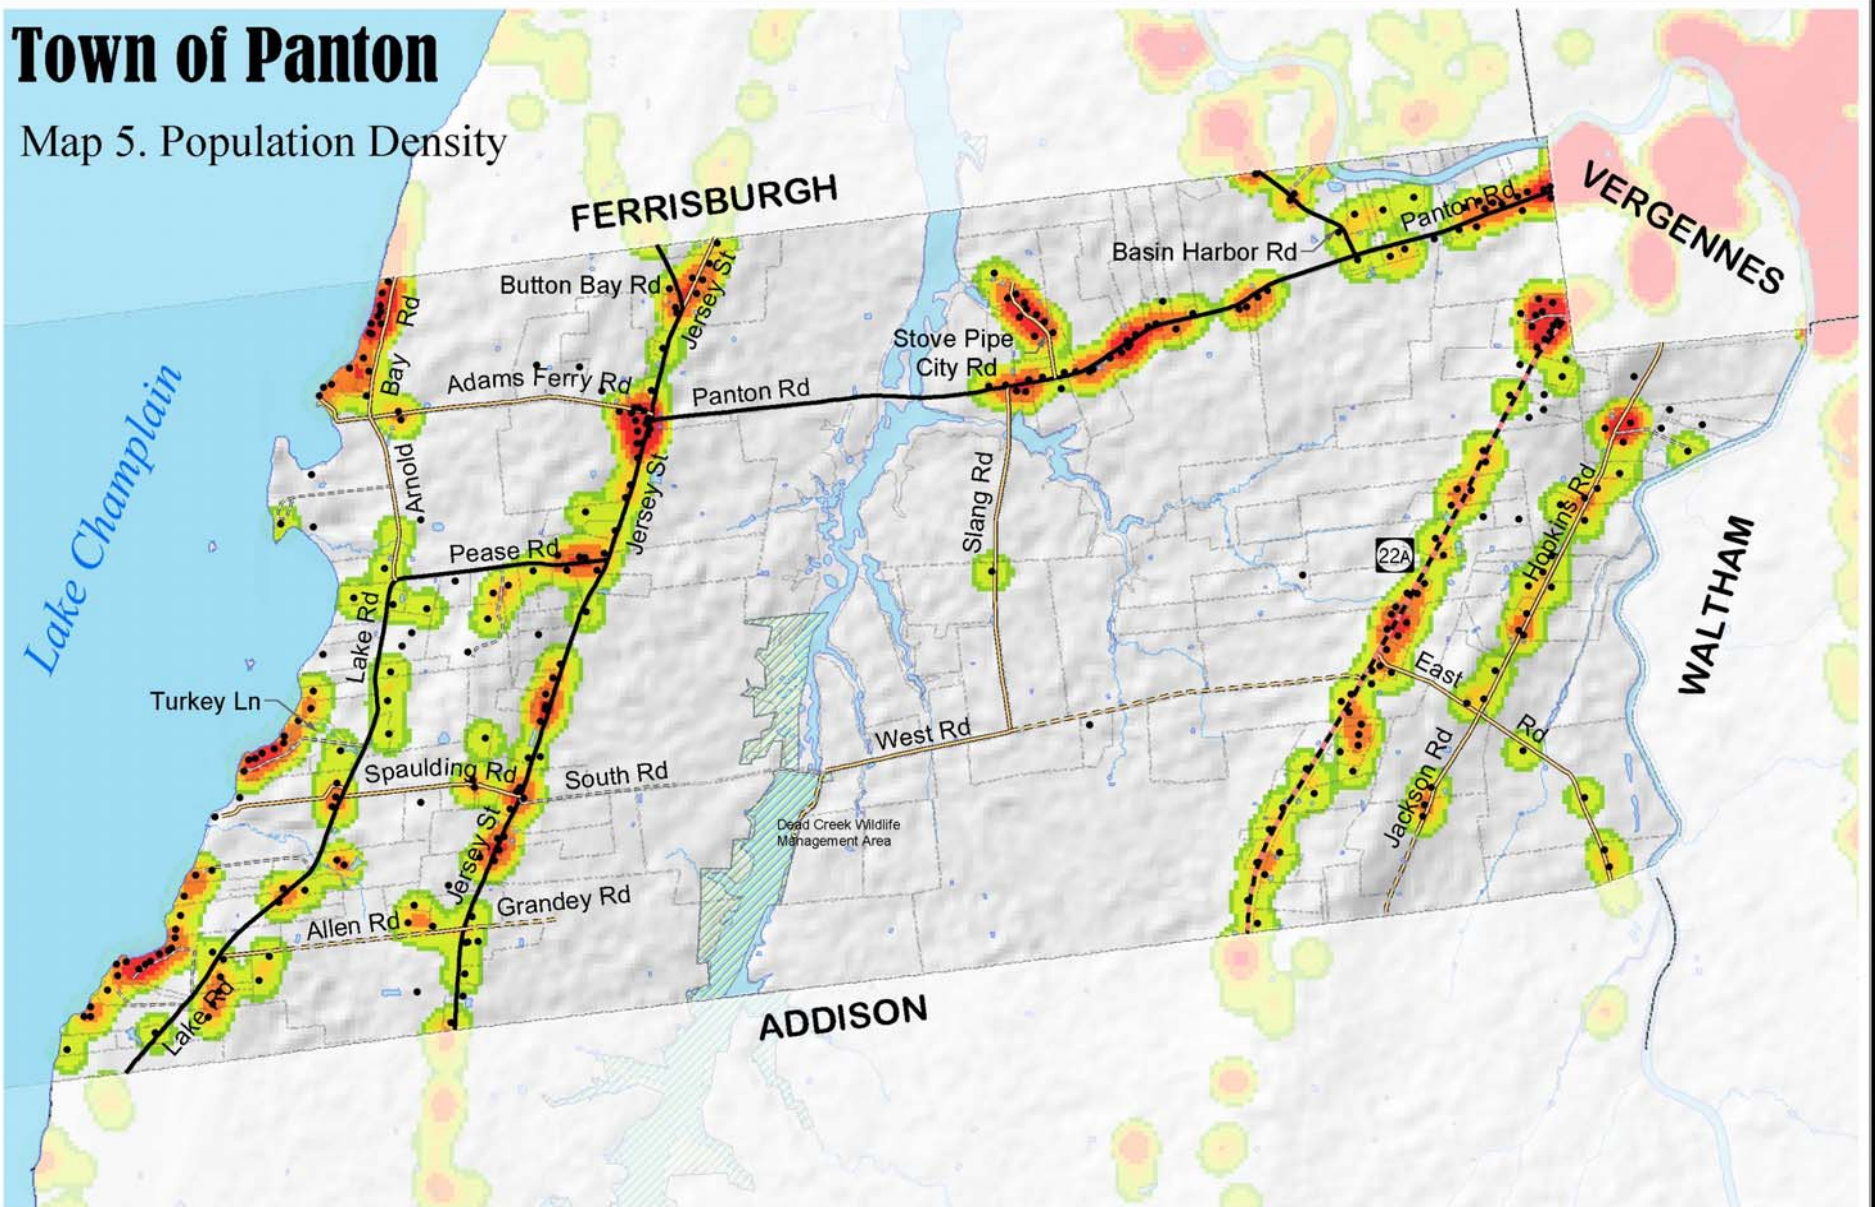 Town of Panton
Map 5. Population Density
FERRISBURGH
VERGENNES
Panton Rd
Basin Harbor Rd
Button Bay Rd
Jersey St
Bay Rd
Stove Pipe
City Rd
Adams Ferry Rd
Panton Rd
Lake Champlain
Arnold
Jersey St
Slang Rd
Hopkins Rd
Pease Rd
22A
WALTHAM
Lake Rd
East
Rd
Turkey Ln
West Rd
Spaulding Rd
South Rd
Jackson Rd
Jersey St
Dead Creek Wildlife
Management Area
Grandey Rd
Allen Rd
Lake Rd
ADDISON